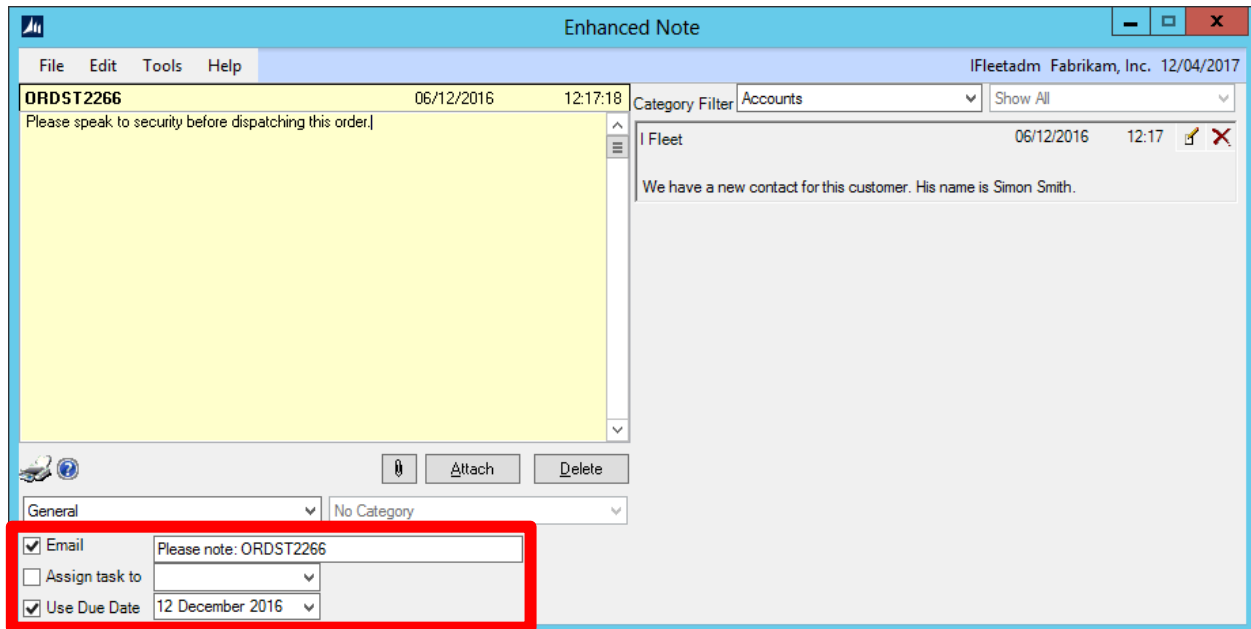 Enhanced Note
File Edit Tools Help
IFleetadm Fabrikam, Inc. 12/04/2017
ORDST2266 06/12/2016 12:17:18
Category Filter Accounts Show All
Please speak to security before dispatching this order.
I Fleet 06/12/2016 12:17
We have a new contact for this customer. His name is Simon Smith.
Attach Delete
General No Category
Email Please note: ORDST2266
Assign task to
Use Due Date 12 December 2016